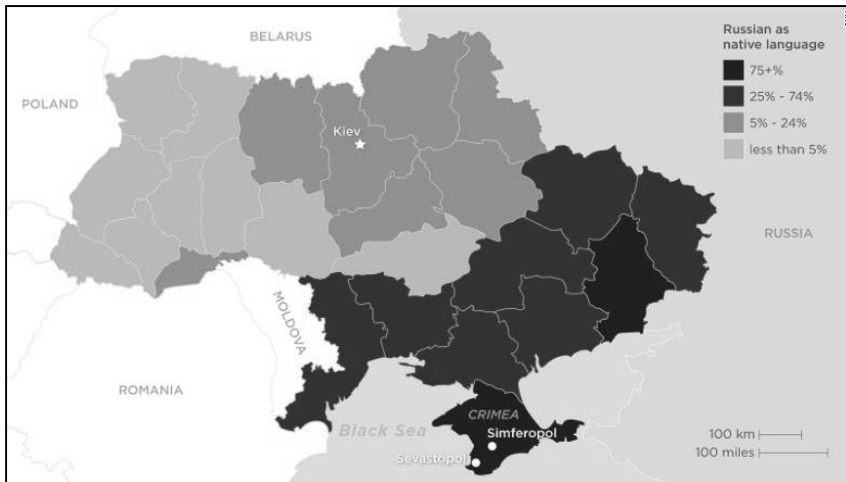 BELARUS
POLAND
Kiev
Russian as
native language
75+%
25% - 74%
5% - 24%
less than 5%
RUSSIA
MOLDOVA
ROMANIA
Black Sea
CRIMEA
Simferopol
Sevastopol
100 km
100 miles